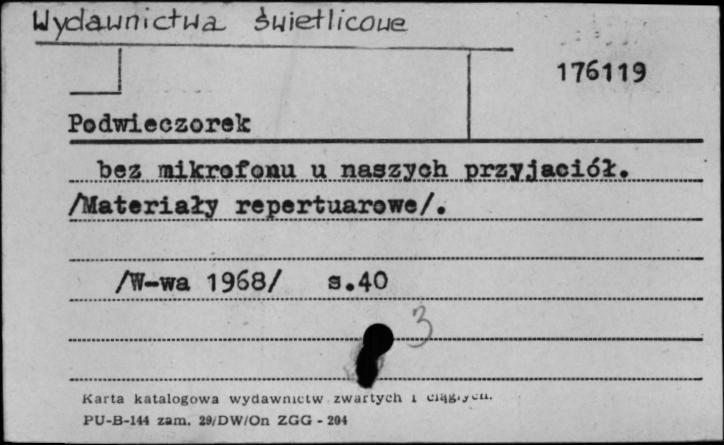 Wydawnictwa świetlicowe
176119
Podwieczorek
bez mikrofonu u naszych przyjaciół.
/Materiały repertuarowe/.
/W-wa 1968/ s.40
3
Karta katalogowa wydawnictw zwartych i ciągłych.
PU-B-144 zam. 29/DW/On ZGG - 204